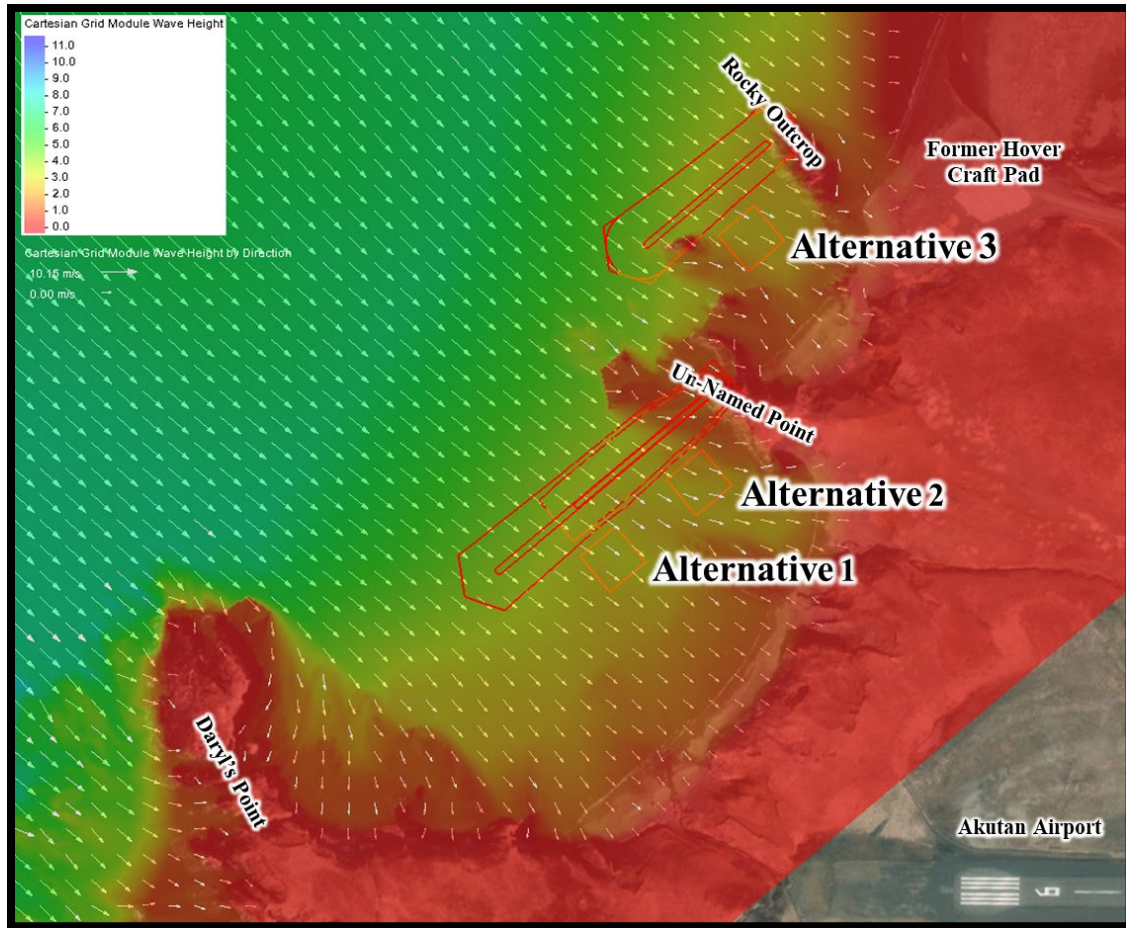 Cartesian Grid Module Wave Height
11.0
10.0
9.0
8.0
7.0
6.0
5.0
4.0
3.0
2.0
1.0
0.0
Cartesian Grid Module Wave Height by Direction
10.15 m/s
0.00 m/s
Rocky Outcrop
Former Hover
Craft Pad
Alternative 3
Un-Named Point
Alternative 2
Alternative 1
Daryl's Point
Akutan Airport